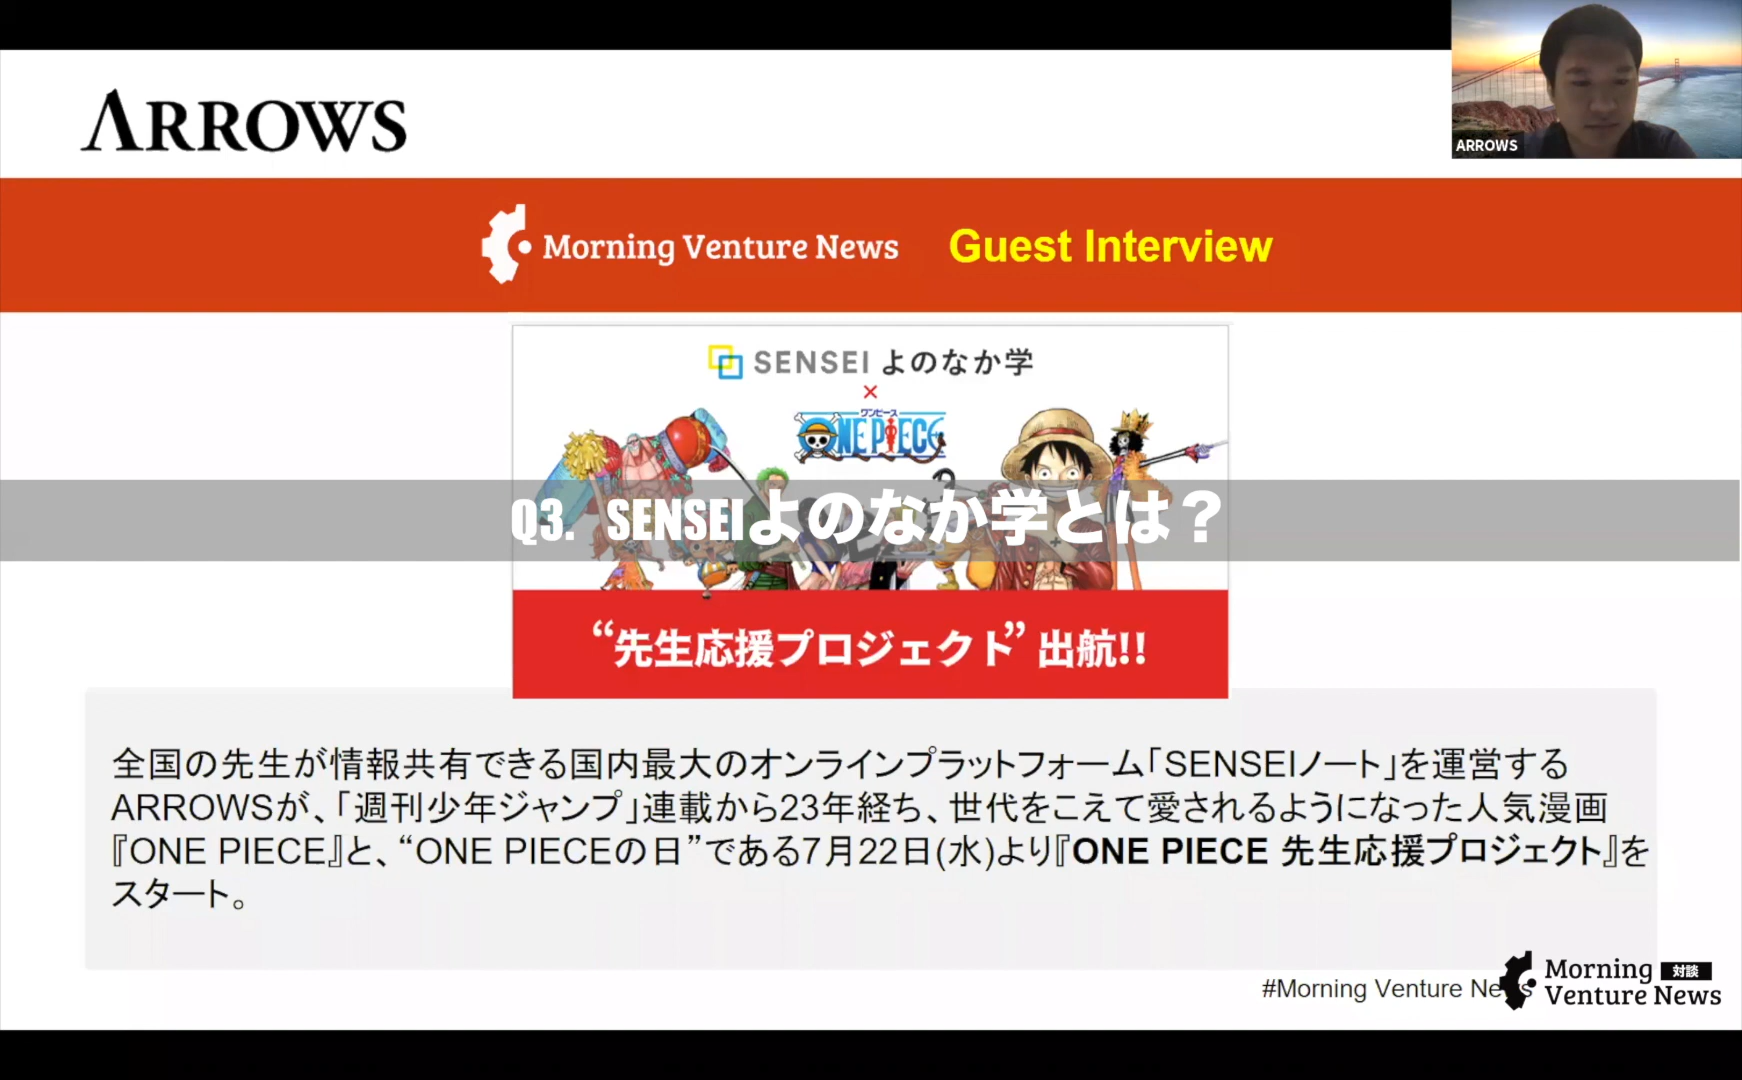 ARROWS
ARROWS
Morning Venture News Guest Interview
SENSEI よのなか学
×
ワンピース
ONE PIECE
Q3. SENSEIよのなか学とは？
“先生応援プロジェクト” 出航!!
全国の先生が情報共有できる国内最大のオンラインプラットフォーム「SENSEIノート」を運営する
ARROWSが、「週刊少年ジャンプ」連載から23年経ち、世代をこえて愛されるようになった人気漫画
『ONE PIECE』と、“ONE PIECEの日”である7月22日(水)より『ONE PIECE 先生応援プロジェクト』を
スタート。
#Morning Venture News
Morning 対談
Venture News